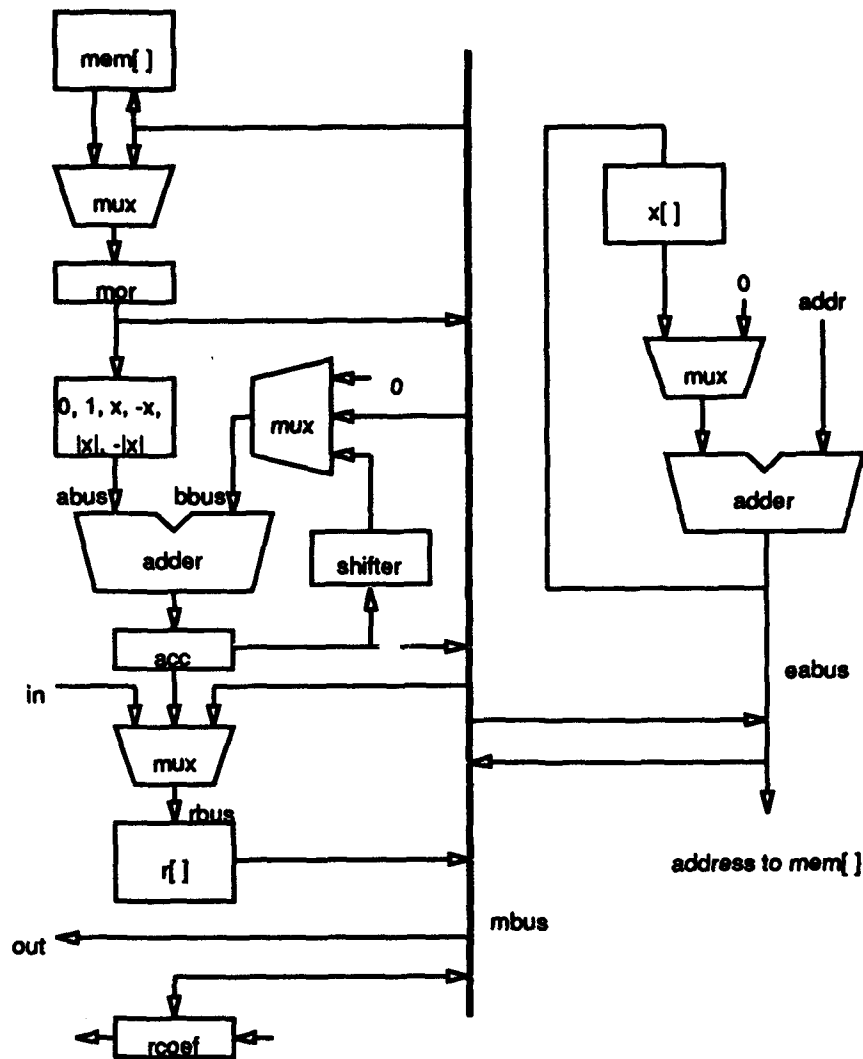 mem[ ]
mux
x[ ]
mor
0
addr
mux
0, 1, x, -x,
|x|, -|x|
mux
0
abus
bbus
adder
adder
shifter
acc
in
eabus
mux
rbus
r[ ]
address to mem[ ]
mbus
out
rcoef